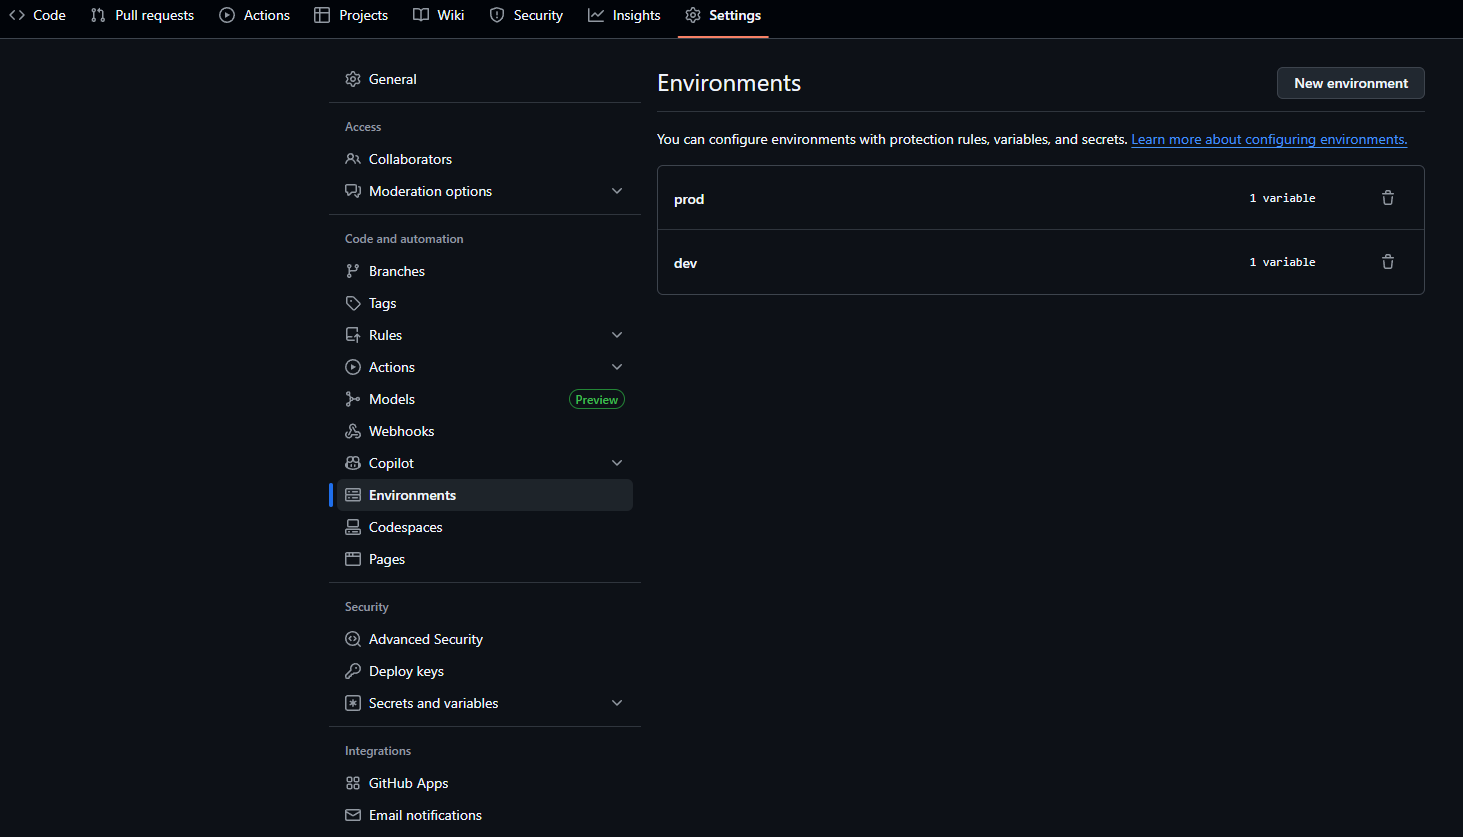 Code Pull requests Actions Projects Wiki Security Insights Settings
General
Access
Collaborators
Moderation options
Code and automation
Branches
Tags
Rules
Actions
Models Preview
Webhooks
Copilot
Environments
Codespaces
Pages
Security
Advanced Security
Deploy keys
Secrets and variables
Integrations
GitHub Apps
Email notifications
Environments New environment
You can configure environments with protection rules, variables, and secrets. Learn more about configuring environments.
prod 1 variable
dev 1 variable